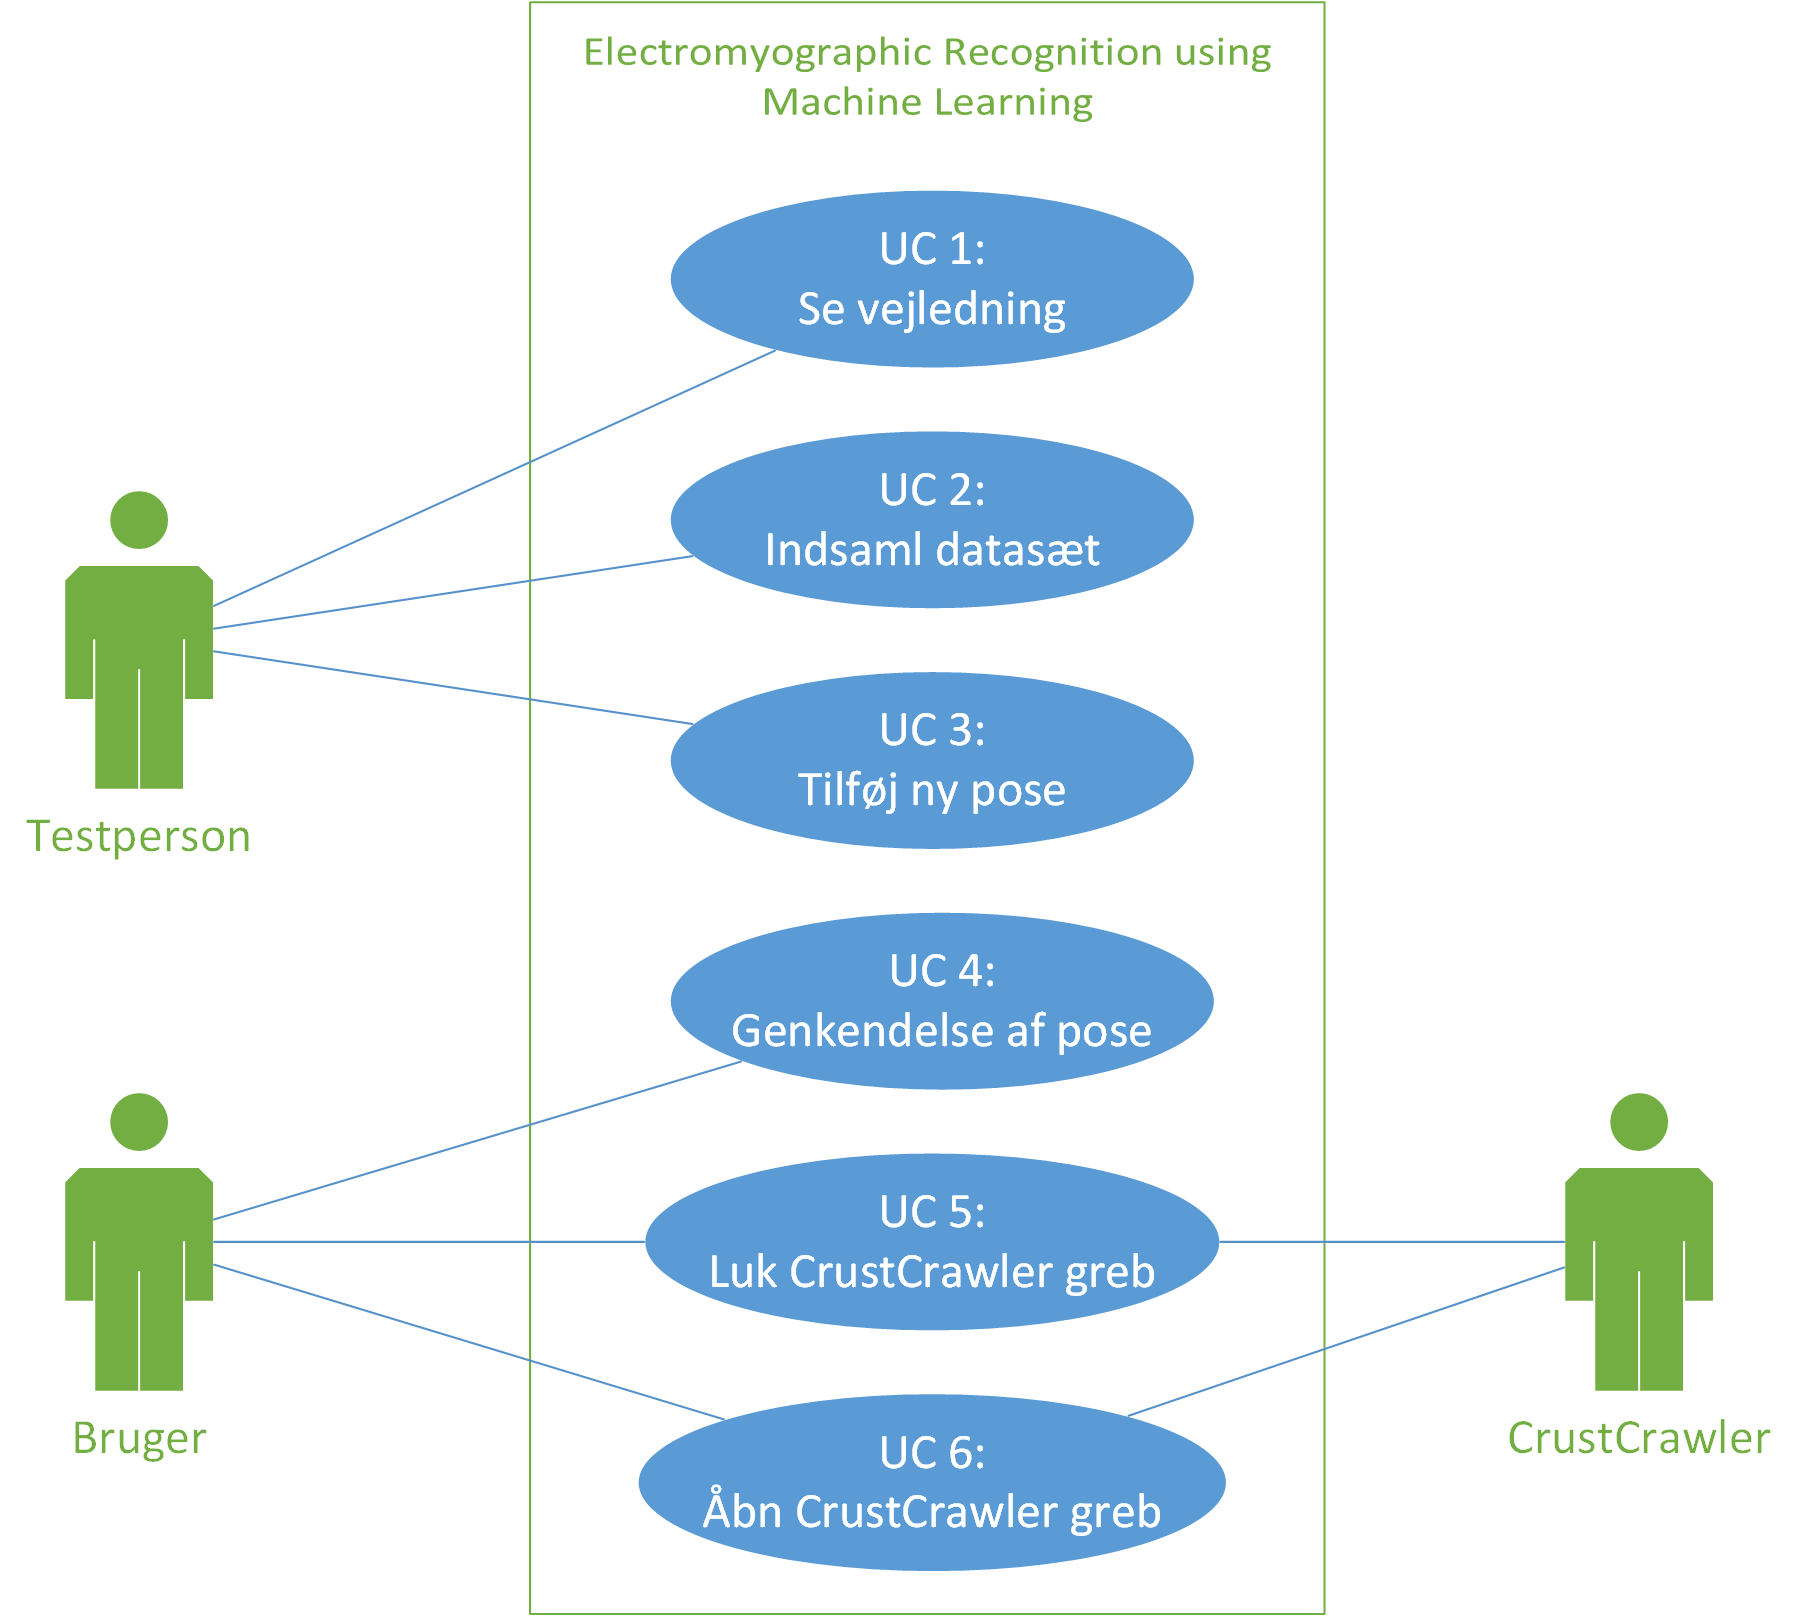 Electromyographic Recognition using
Machine Learning
UC 1:
Se vejledning
UC 2:
Indsaml datasæt
UC 3:
Tilføj ny pose
Testperson
UC 4:
Genkendelse af pose
UC 5:
Luk CrustCrawler greb
Bruger
CrustCrawler
UC 6:
Åbn CrustCrawler greb